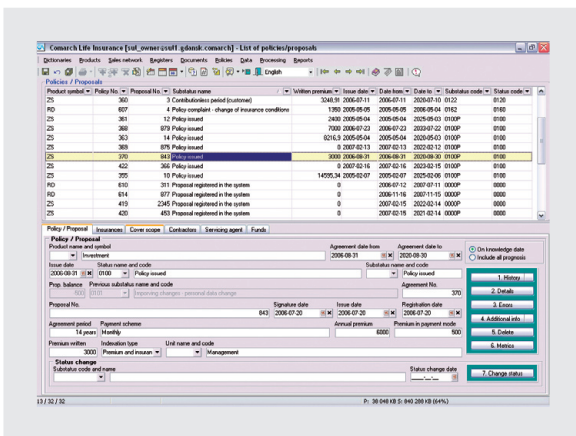 Comarch Life Insurance [sul_owner@sul1.gdansk.comarch] - List of policies/proposals
Dictionaries Products Sales network Registers Documents Policies Data Processing Reports
English
Policies / Proposals
Product symbol Policy No. Proposal No. Substatus name Written premium Issue date Date from Date to Substatus code Status code
ZS 360 3 Contributionless period (customer) 3248,91 2006-07-11 2006-07-11 2020-07-10 0122 0120
RO 607 4 Policy complaint - change of insurance conditions 1350 2005-05-05 2005-05-05 2006-05-04 0162 0160
ZS 361 12 Policy issued 2400 2005-05-04 2005-05-04 2025-05-03 0100P 0100
ZS 368 979 Policy issued 7000 2006-07-23 2006-07-23 2033-07-22 0100P 0100
ZS 363 14 Policy issued 8216,9 2005-05-04 2005-05-04 2020-05-03 0100P 0100
ZS 369 875 Policy issued 0 2007-02-13 2007-02-13 2022-02-12 0100P 0100
ZS 370 843 Policy issued 3000 2006-08-31 2006-08-31 2020-08-30 0100P 0100
ZS 422 366 Policy issued 0 2007-02-16 2007-02-16 2023-02-15 0100P 0100
ZS 355 10 Policy issued 14595,34 2005-02-07 2005-02-07 2025-02-06 0100P 0100
RO 610 311 Proposal registered in the system 0 2006-07-12 2007-07-11 0000P 0000
RO 614 877 Proposal registered in the system 0 2006-11-16 2007-11-15 0000P 0000
ZS 419 2345 Proposal registered in the system 0 2007-02-15 2022-02-14 0000P 0000
ZS 420 453 Proposal registered in the system 0 2007-02-15 2021-02-14 0000P 0000
Policy / Proposal Insurances Cover scope Contractors Servicing agent Funds
Policy / Proposal
Product name and symbol Agreement date from Agreement date to
Investment 2006-08-31 2020-08-30
On knowledge date
Include all prognosis
Issue date Status name and code Substatus name and code
2006-08-31 0100 Policy issued Policy issued
Prop. balance Previous substatus name and code Agreement No.
600 0101 Improving changes - personal data change 370
Proposal No. Signature date Issue date Registration date
843 2006-07-20 2006-07-20 2006-07-20
Agreement period Payment scheme Annual premium Premium in payment mode
14 years Monthly 6000 500
Premium written Indexation type Unit name and code
3000 Premium and insuran Management
1. History
2. Details
3. Errors
4. Additional info
5. Delete
6. Metrics
Status change
Substatus code and name Status change date
7. Change status
13 / 32 / 32 P: 38 048 KB S: 840 288 KB (64%)